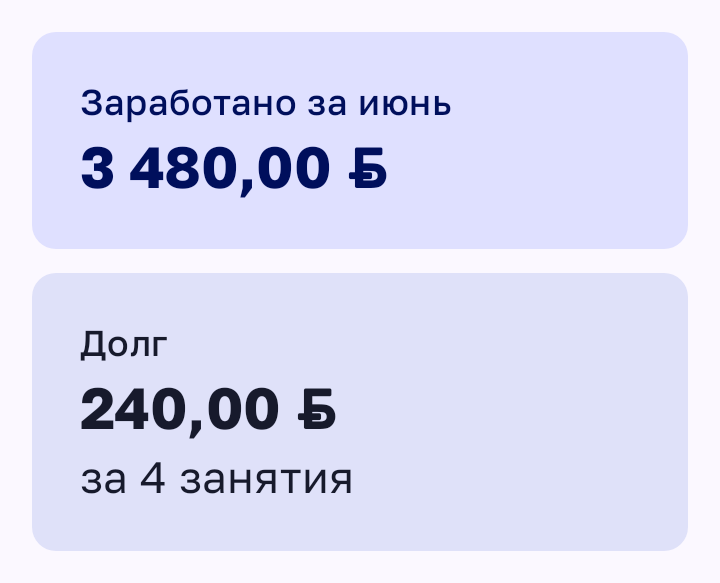 Заработано за июнь
3 480,00 Б
Долг
240,00 Б
за 4 занятия